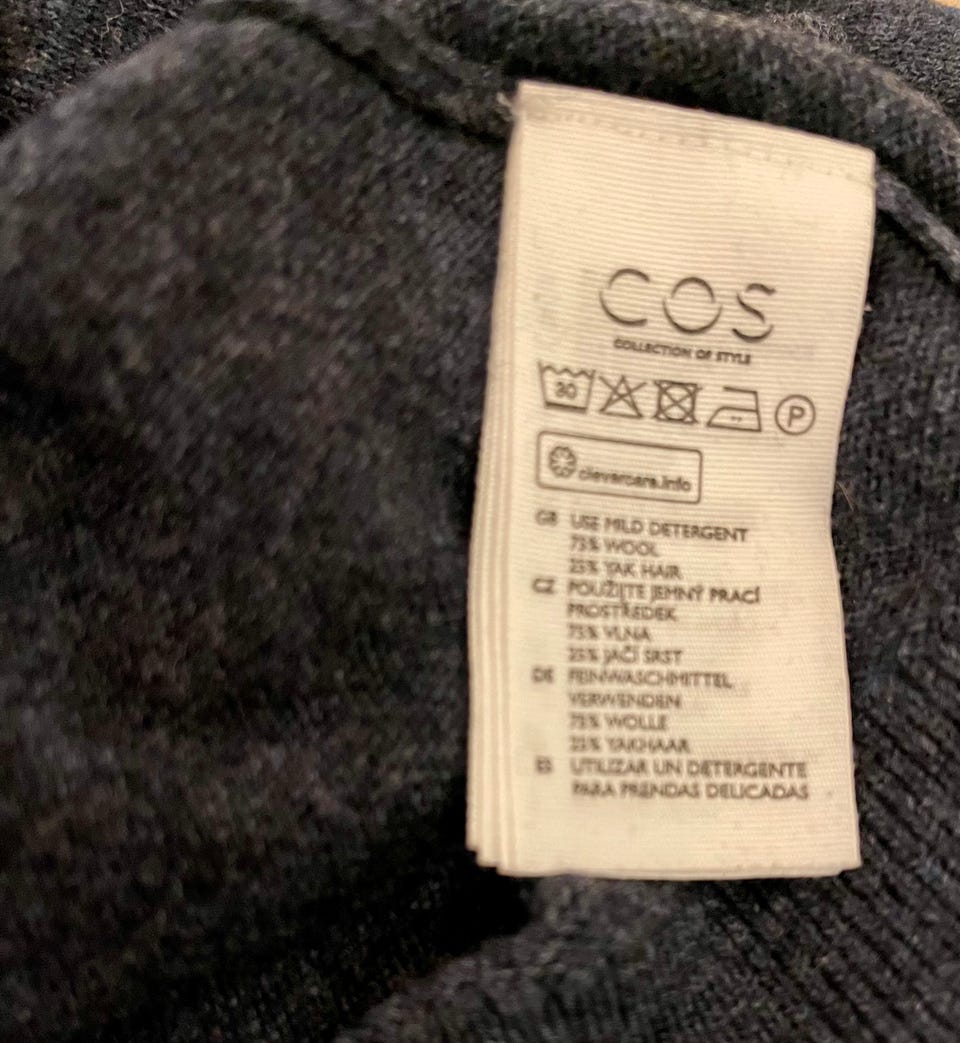 COS
COLLECTION OF STYLE
30
P
clevercare.info
GB USE MILD DETERGENT
75% WOOL
25% YAK HAIR
CZ POUŽIJTE JEMNÝ PRACÍ
PROSTŘEDEK
75% VLNA
25% JAČÍ SRST
DE FEINWASCHMITTEL
VERWENDEN
75% WOLLE
25% YAKHAAR
ES UTILIZAR UN DETERGENTE
PARA PRENDAS DELICADAS